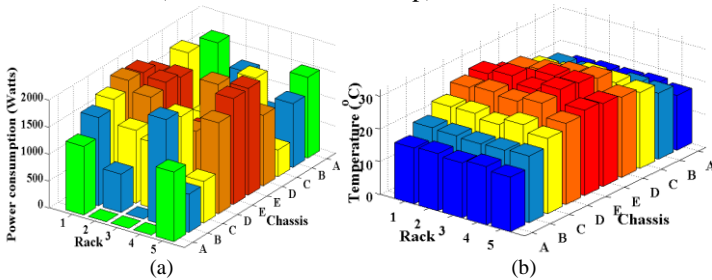 Power consumption (Watts)
2000
1500
1000
500
0
1
2
3
4
5
Rack
A
B
C
D
E
E
D
C
B
A
Chassis
(a)
Temperature °C)
30
20
10
0
1
2
3
4
5
Rack
A
B
C
D
E
E
D
C
B
A
Chassis
(b)